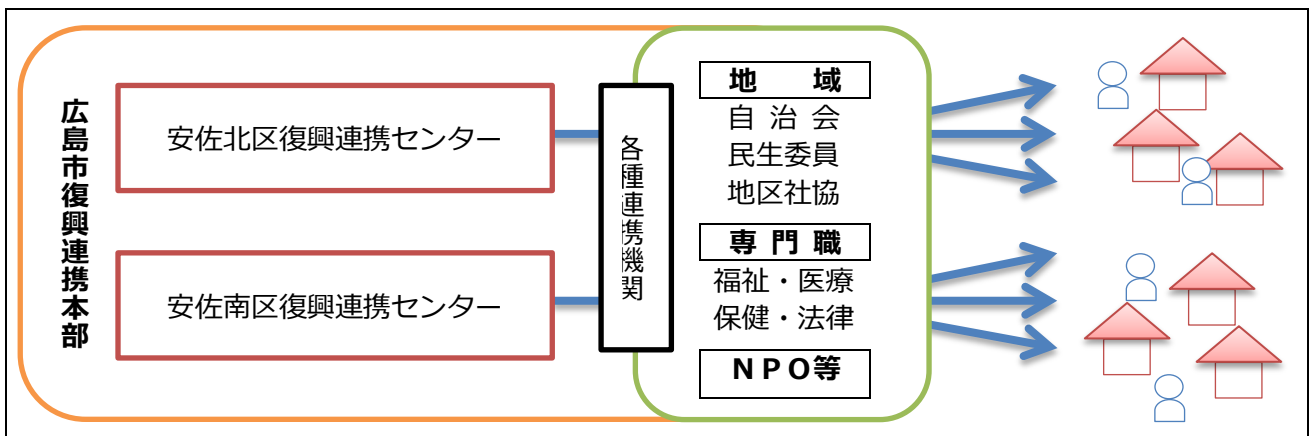 広島市復興連携本部
安佐北区復興連携センター
安佐南区復興連携センター
各種連携機関
地　域
自 治 会
民生委員
地区社協
専 門 職
福祉・医療
保健・法律
ＮＰＯ等